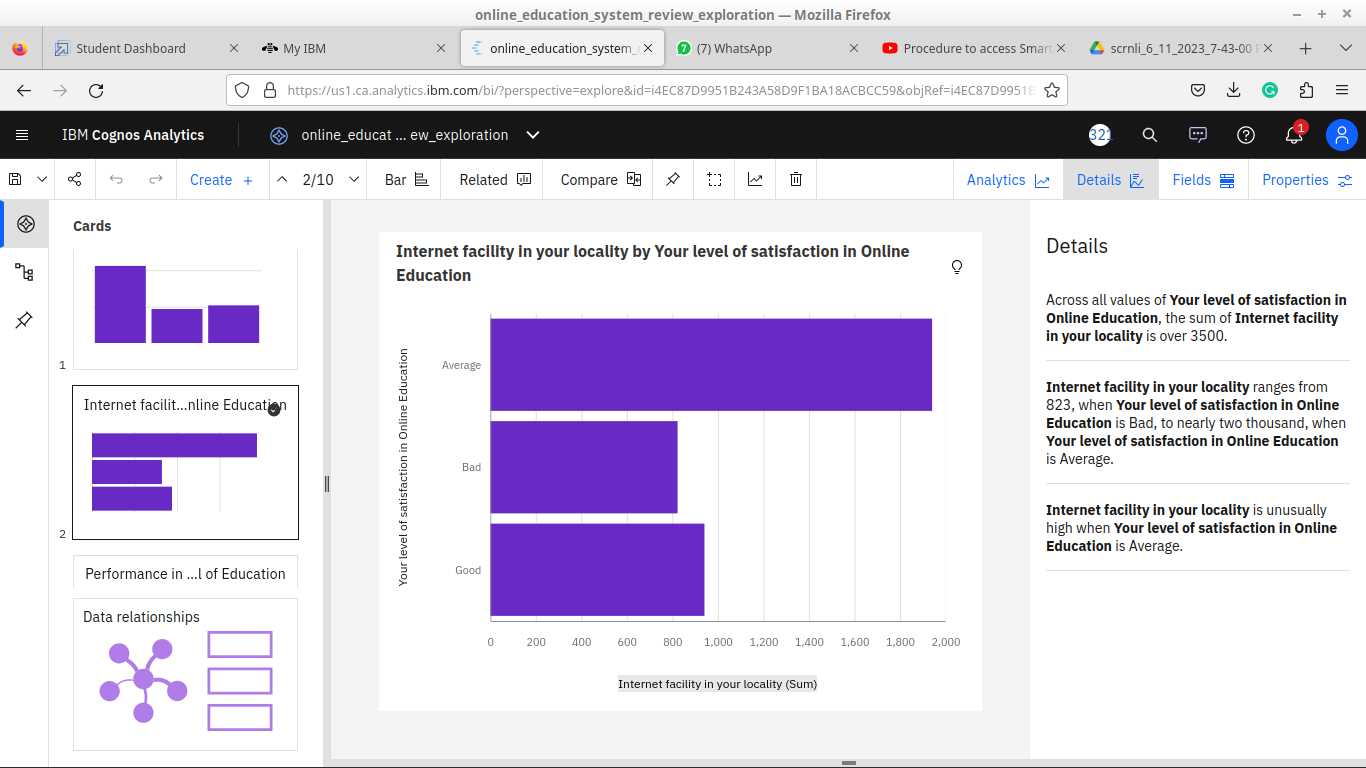 online_education_system_review_exploration — Mozilla Firefox
Student Dashboard
My IBM
online_education_system_
(7) WhatsApp
Procedure to access Smar
scrnli_6_11_2023_7-43-00
https://us1.ca.analytics.ibm.com/bi/?perspective=explore&id=i4EC87D9951B243A58D9F1BA18ACBCC59&objRef=i4EC87D9951B
IBM Cognos Analytics
online_educat ... ew_exploration
321
1
Create +
2/10
Bar
Related
Compare
Analytics
Details
Fields
Properties
Cards
1
Internet facilit...nline Education
2
Performance in ...l of Education
Data relationships
Internet facility in your locality by Your level of satisfaction in Online
Education
Your level of satisfaction in Online Education
Average
Bad
Good
0 200 400 600 800 1,000 1,200 1,400 1,600 1,800 2,000
Internet facility in your locality (Sum)
Details
Across all values of Your level of satisfaction in
Online Education, the sum of Internet facility
in your locality is over 3500.
Internet facility in your locality ranges from
823, when Your level of satisfaction in Online
Education is Bad, to nearly two thousand, when
Your level of satisfaction in Online Education
is Average.
Internet facility in your locality is unusually
high when Your level of satisfaction in Online
Education is Average.